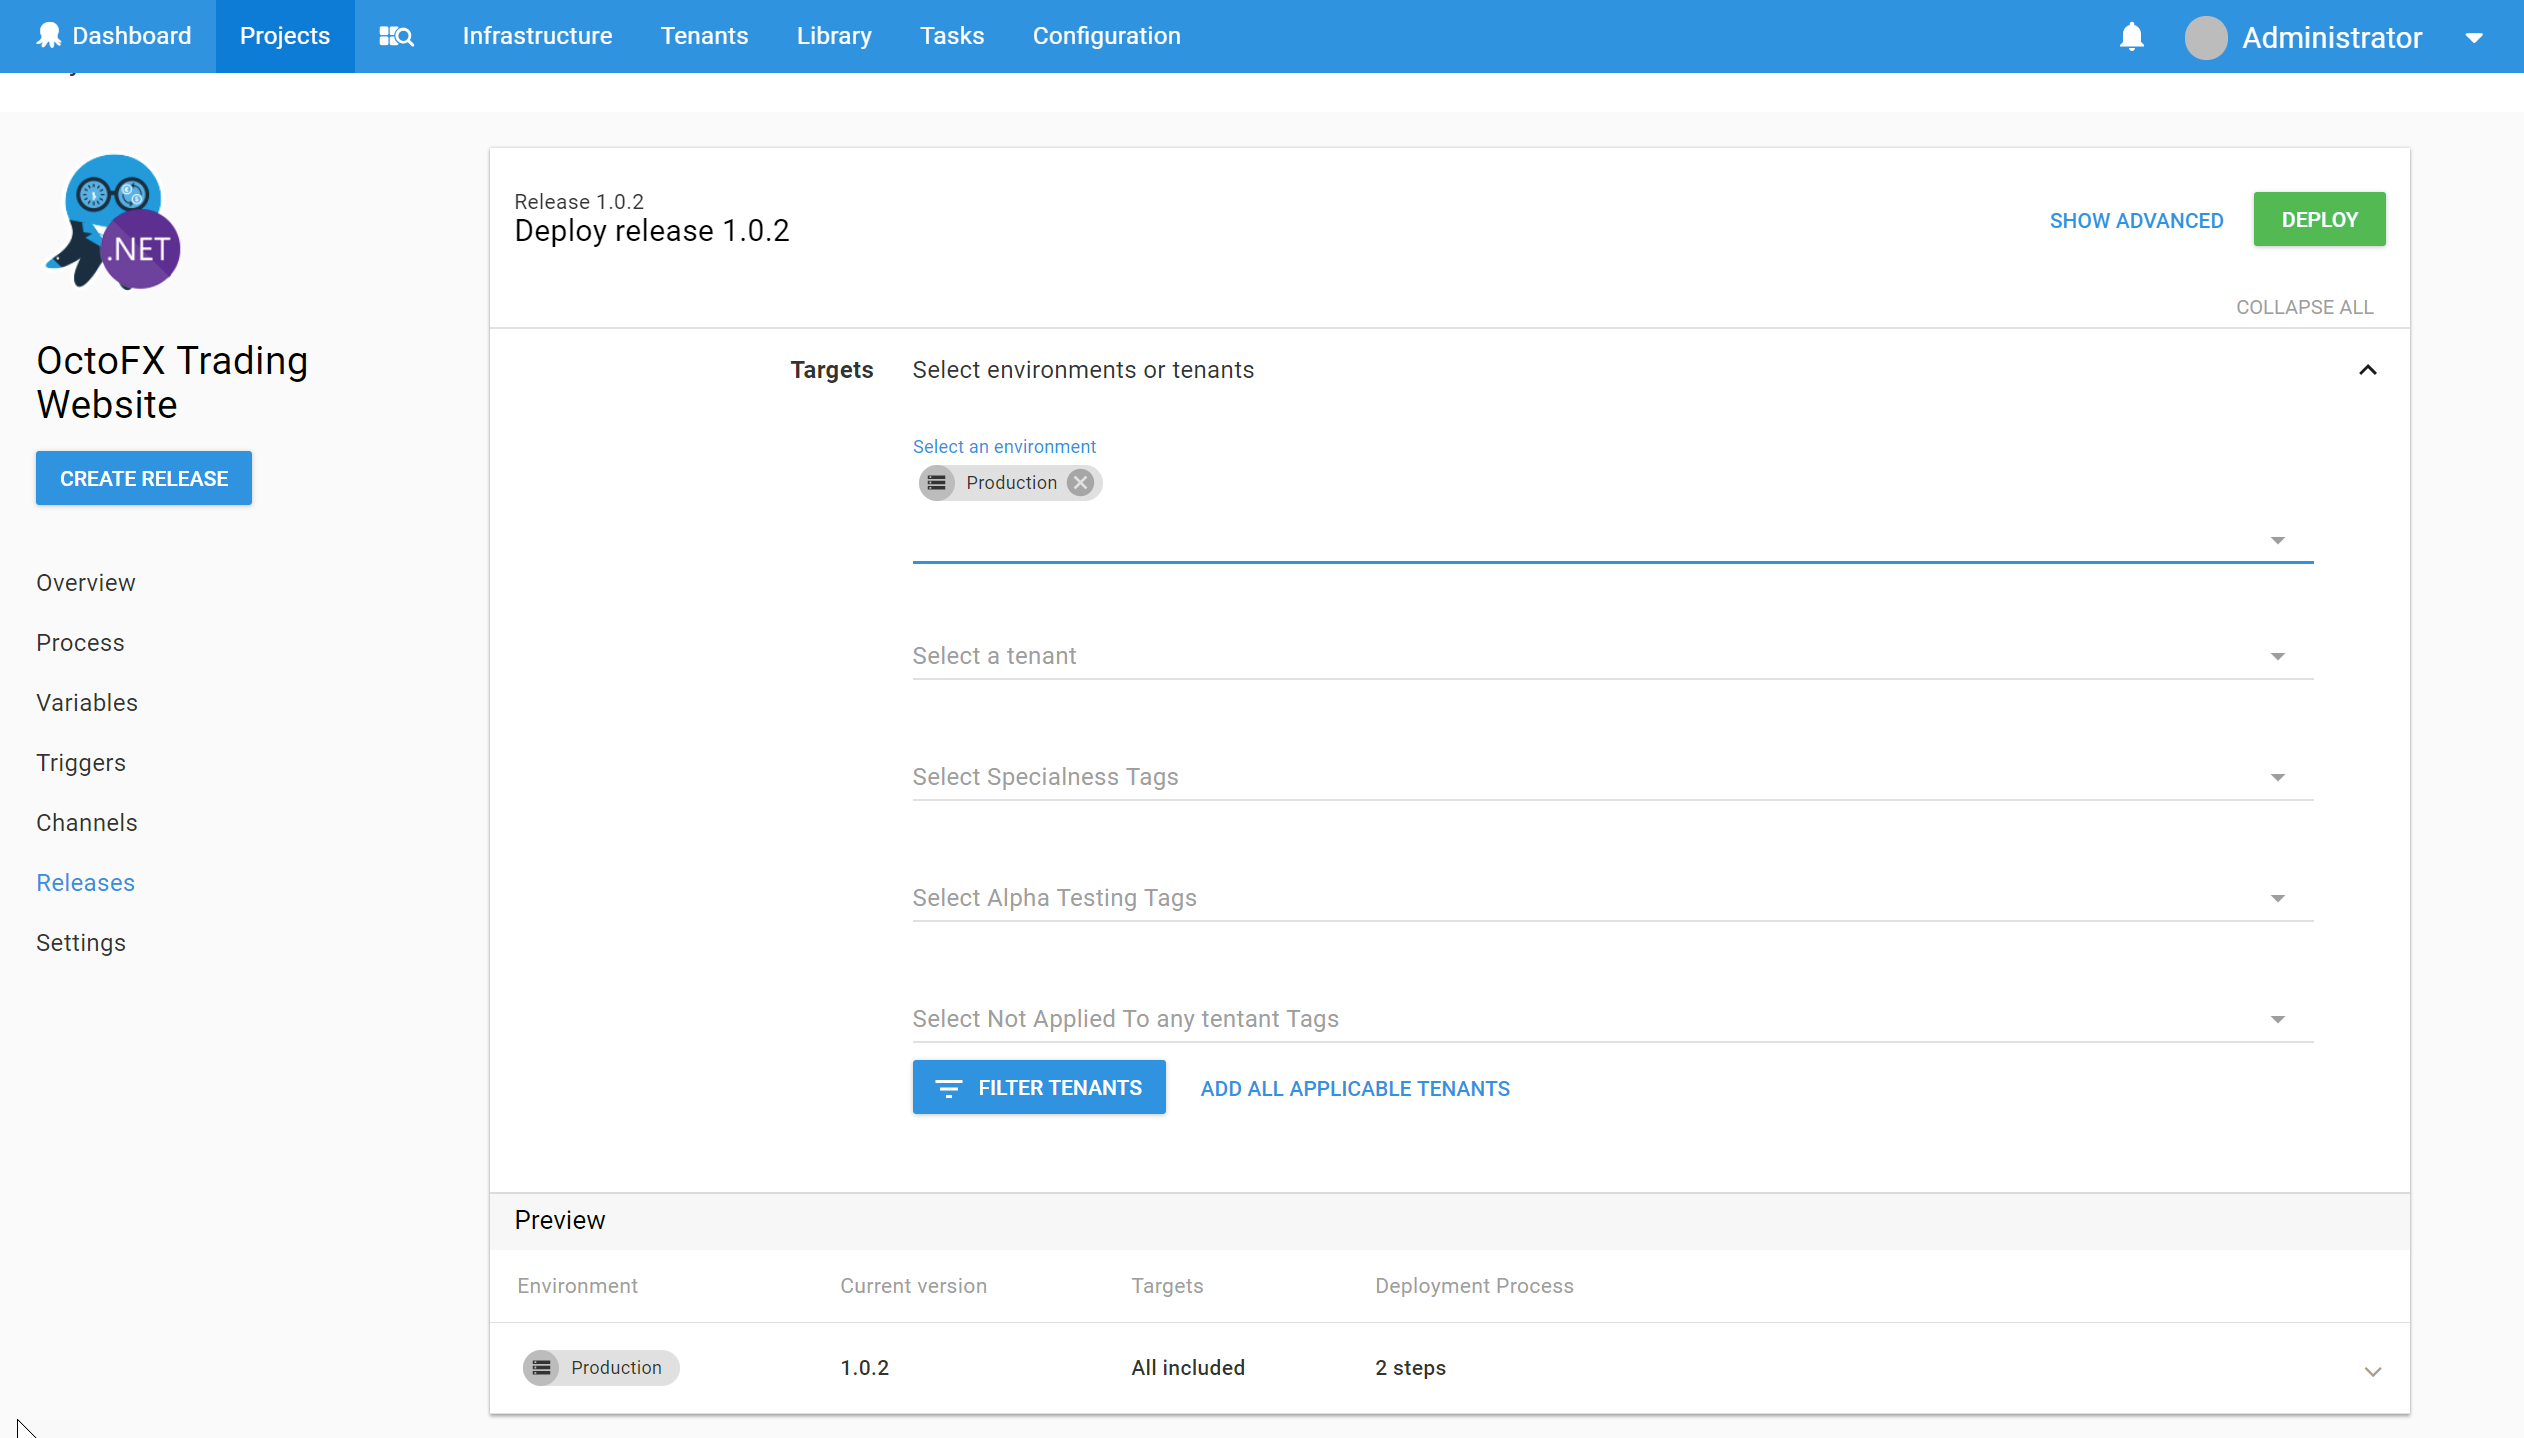 Dashboard
Projects
Infrastructure
Tenants
Library
Tasks
Configuration
Administrator
.NET
OctoFX Trading
Website
CREATE RELEASE
Overview
Process
Variables
Triggers
Channels
Releases
Settings
Release 1.0.2
Deploy release 1.0.2
SHOW ADVANCED
DEPLOY
COLLAPSE ALL
Targets
Select environments or tenants
Select an environment
Production
Select a tenant
Select Specialness Tags
Select Alpha Testing Tags
Select Not Applied To any tentant Tags
FILTER TENANTS
ADD ALL APPLICABLE TENANTS
Preview
Environment
Current version
Targets
Deployment Process
Production
1.0.2
All included
2 steps